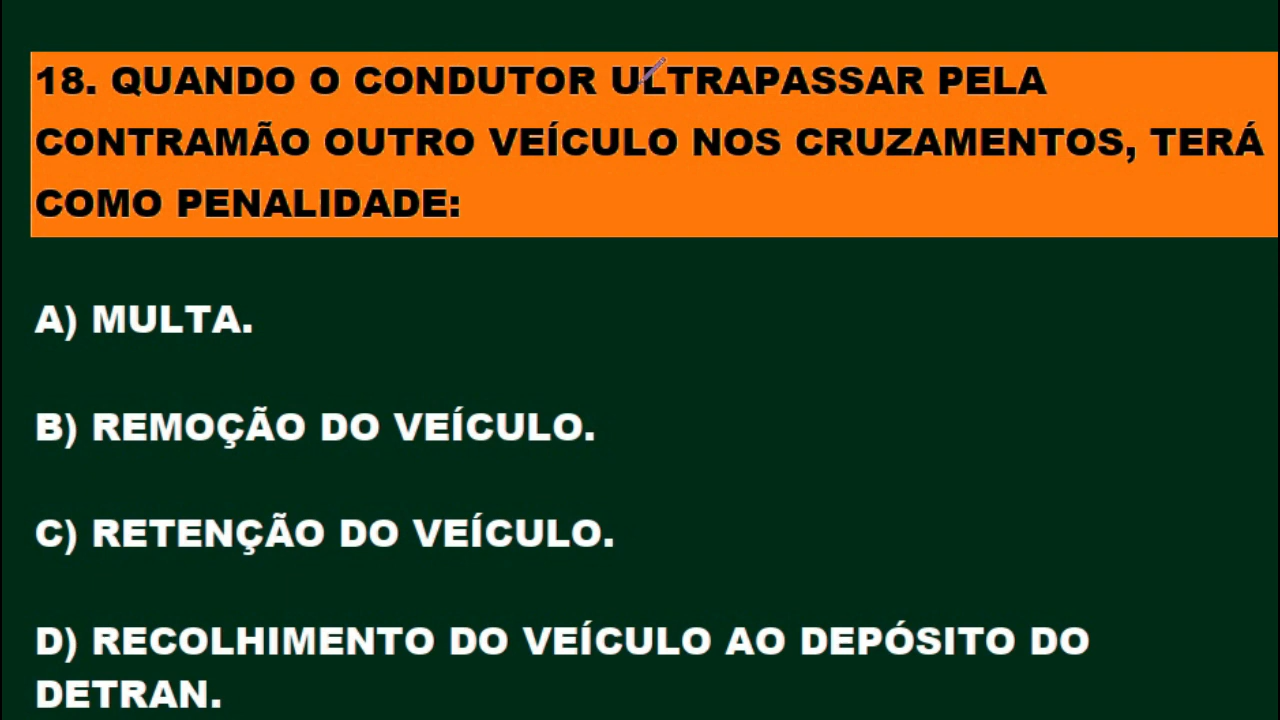 18. QUANDO O CONDUTOR ULTRAPASSAR PELA
CONTRAMÃO OUTRO VEÍCULO NOS CRUZAMENTOS, TERÁ
COMO PENALIDADE:
A) MULTA.
B) REMOÇÃO DO VEÍCULO.
C) RETENÇÃO DO VEÍCULO.
D) RECOLHIMENTO DO VEÍCULO AO DEPÓSITO DO
DETRAN.